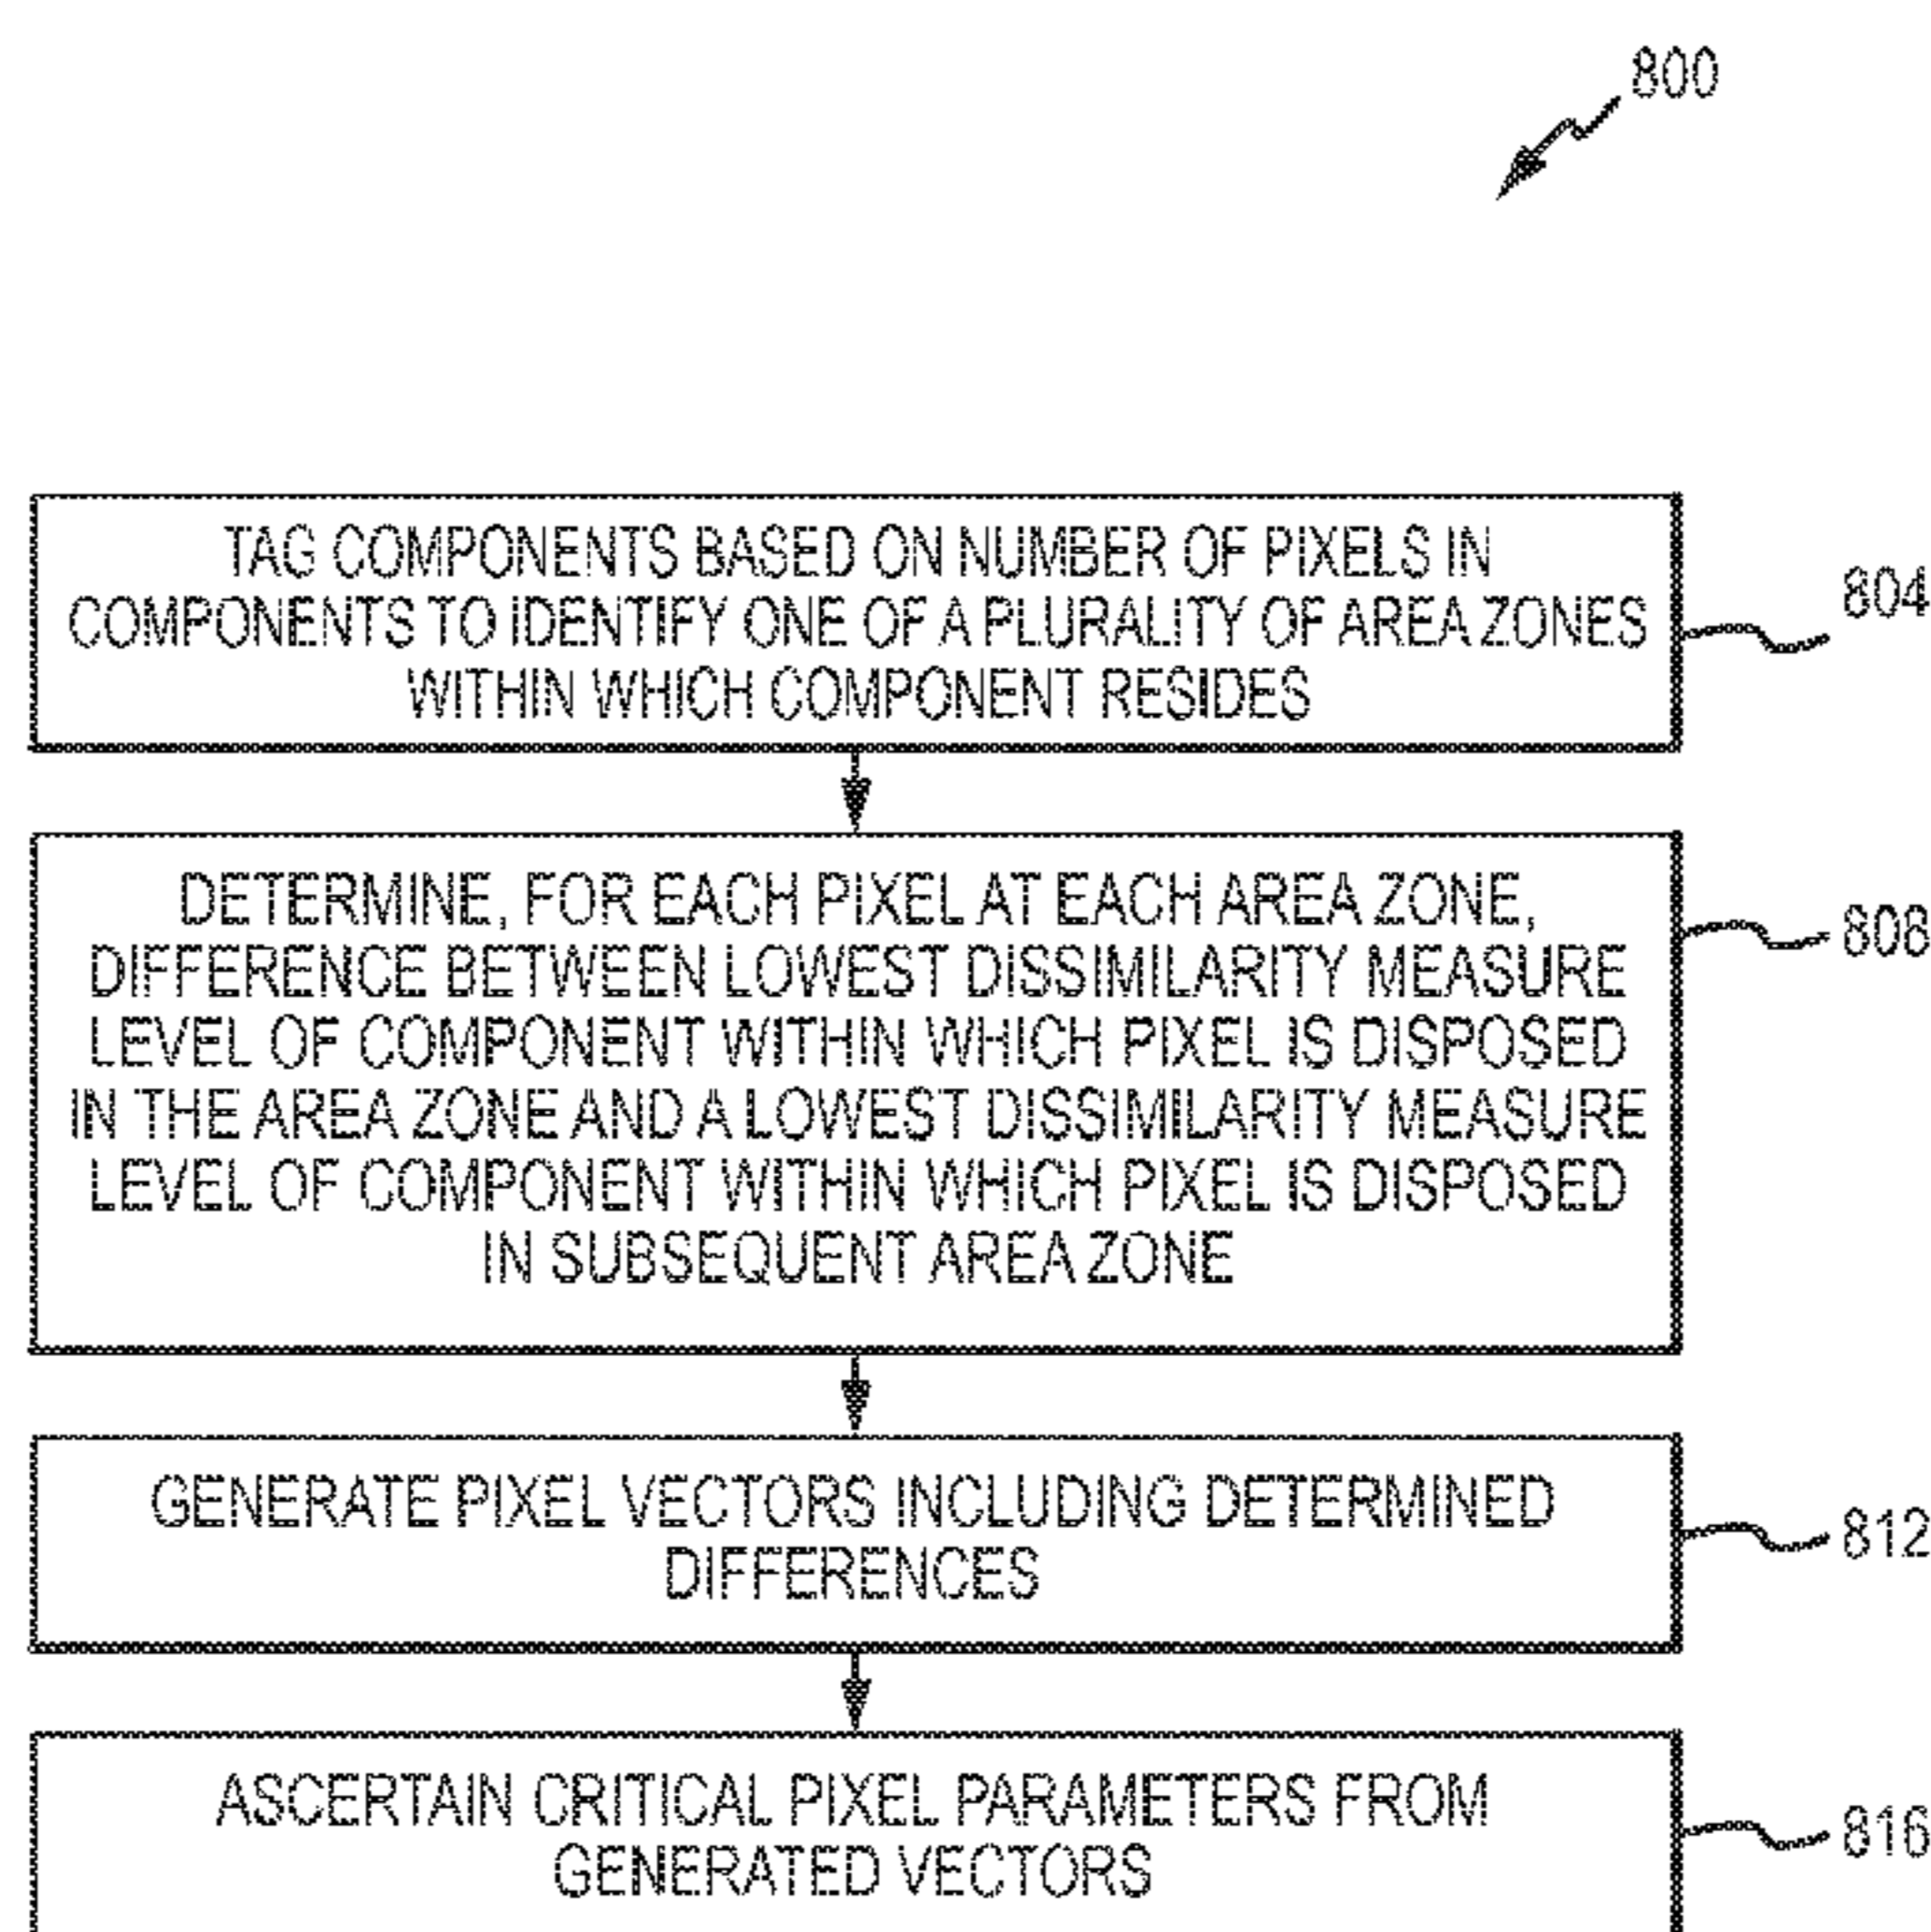 800
TAG COMPONENTS BASED ON NUMBER OF PIXELS IN
COMPONENTS TO IDENTIFY ONE OF A PLURALITY OF AREA ZONES
WITHIN WHICH COMPONENT RESIDES
804
DETERMINE, FOR EACH PIXEL AT EACH AREA ZONE,
DIFFERENCE BETWEEN LOWEST DISSIMILARITY MEASURE
LEVEL OF COMPONENT WITHIN WHICH PIXEL IS DISPOSED
IN THE AREA ZONE AND A LOWEST DISSIMILARITY MEASURE
LEVEL OF COMPONENT WITHIN WHICH PIXEL IS DISPOSED
IN SUBSEQUENT AREA ZONE
808
GENERATE PIXEL VECTORS INCLUDING DETERMINED
DIFFERENCES
812
ASCERTAIN CRITICAL PIXEL PARAMETERS FROM
GENERATED VECTORS
816